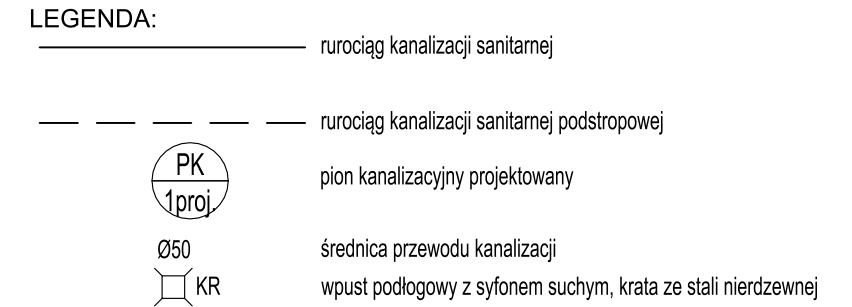 LEGENDA:
rurociąg kanalizacji sanitarnej
rurociąg kanalizacji sanitarnej podstropowej
PK
1proj.
pion kanalizacyjny projektowany
Ø50 średnica przewodu kanalizacji
KR wpust podłogowy z syfonem suchym, krata ze stali nierdzewnej